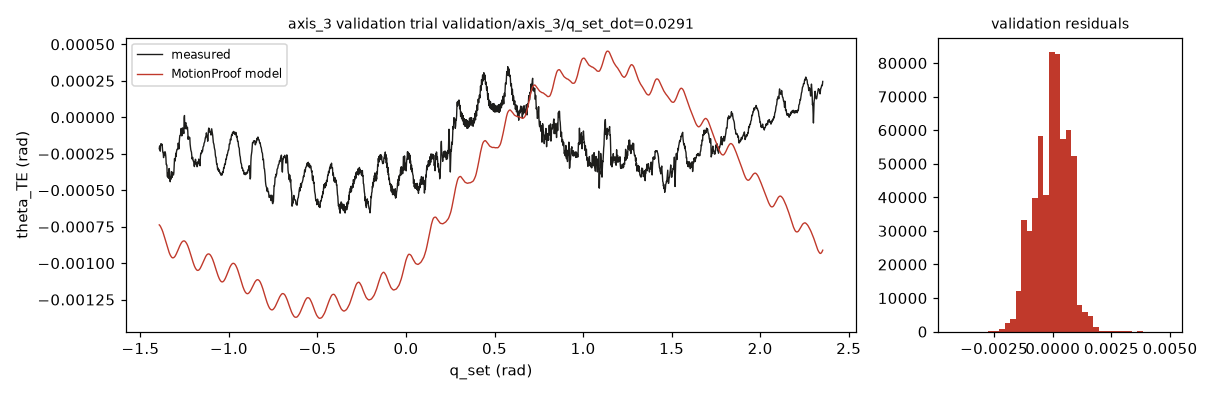 axis_3 validation trial validation/axis_3/q_set_dot=0.0291
measured
MotionProof model
0.00050
0.00025
0.00000
−0.00025
−0.00050
−0.00075
−0.00100
−0.00125
theta_TE (rad)
−1.5 −1.0 −0.5 0.0 0.5 1.0 1.5 2.0 2.5
q_set (rad)
validation residuals
80000
70000
60000
50000
40000
30000
20000
10000
0
−0.0025 0.0000 0.0025 0.0050